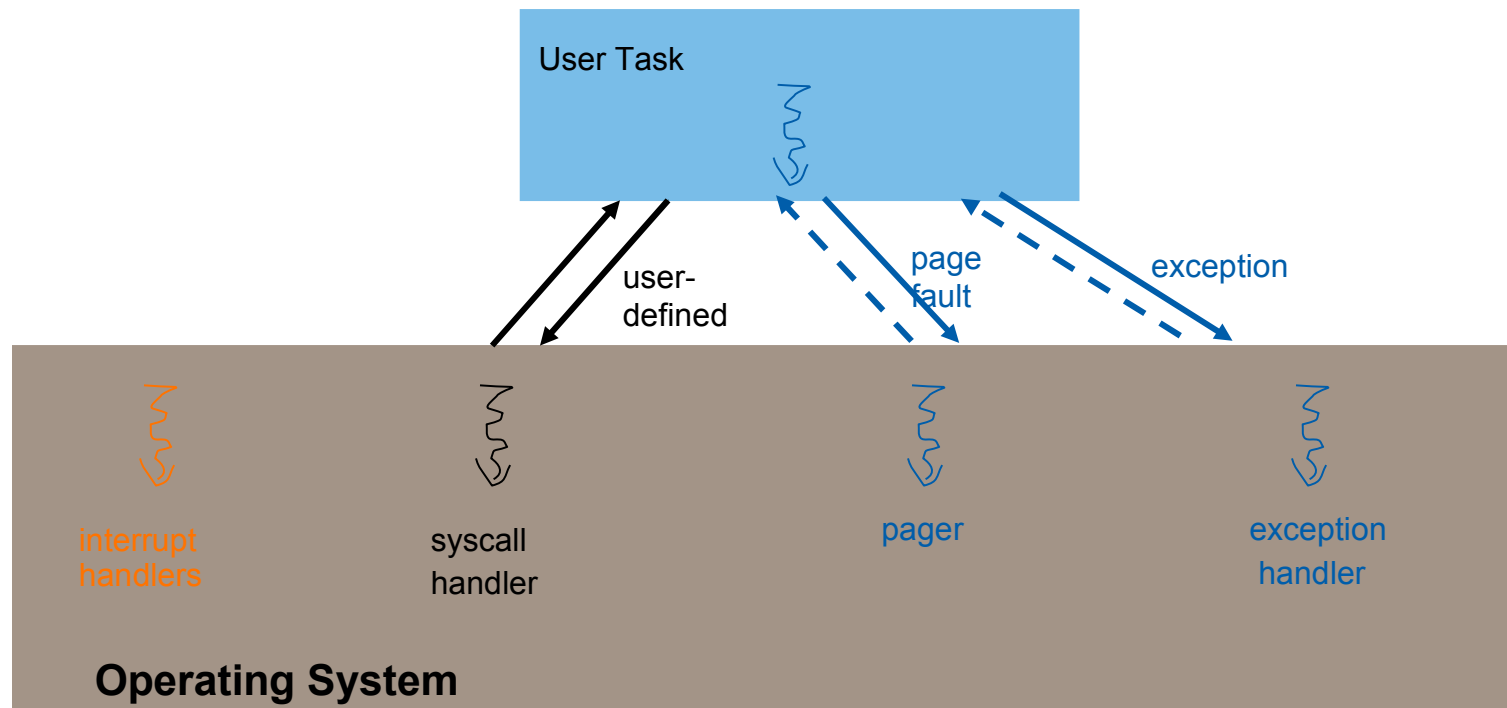 User Task
user-
defined
page
fault
exception
interrupt
handlers
syscall
handler
pager
exception
handler
Operating System